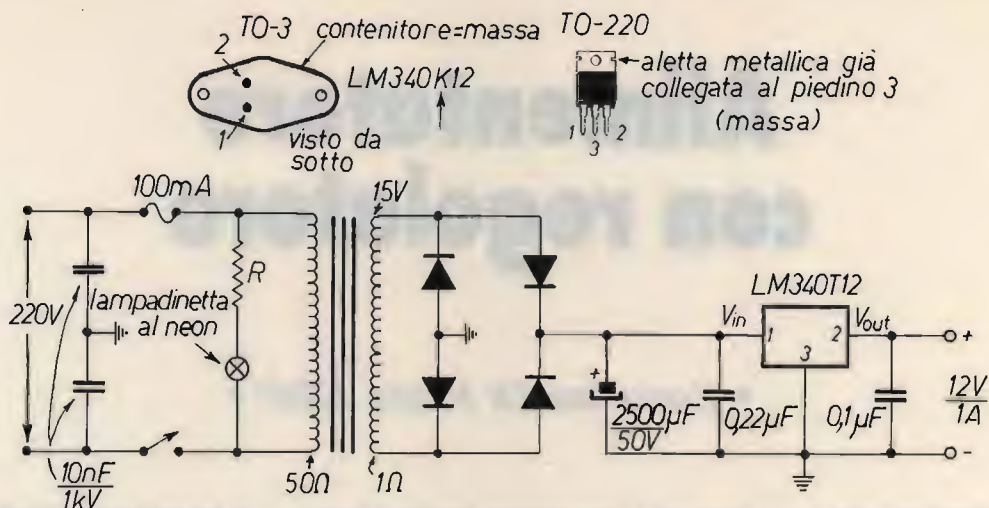 TO-3
contenitore=massa
TO-220
2
LM340K12
1
visto da
sotto
aletta metallica già
collegata al piedino 3
(massa)
1
3
2
100mA
220V
R
lampadinetta
al neon
10nF
1kV
50Ω
15V
1Ω
LM340T12
Vin
1
2
3
Vout
+
2500µF
50V
0,22µF
0,1µF
+
12V
1A
-